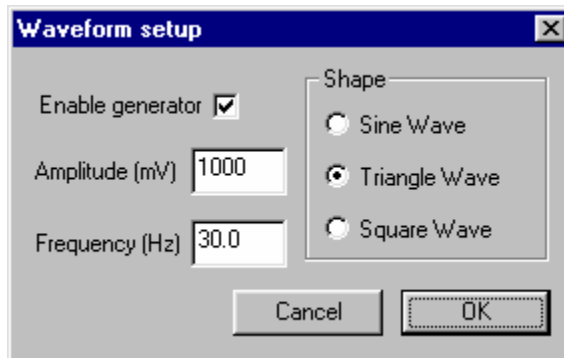 Waveform setup
Enable generator
Amplitude (mV) 1000
Frequency (Hz) 30.0
Shape
Sine Wave
Triangle Wave
Square Wave
Cancel
OK